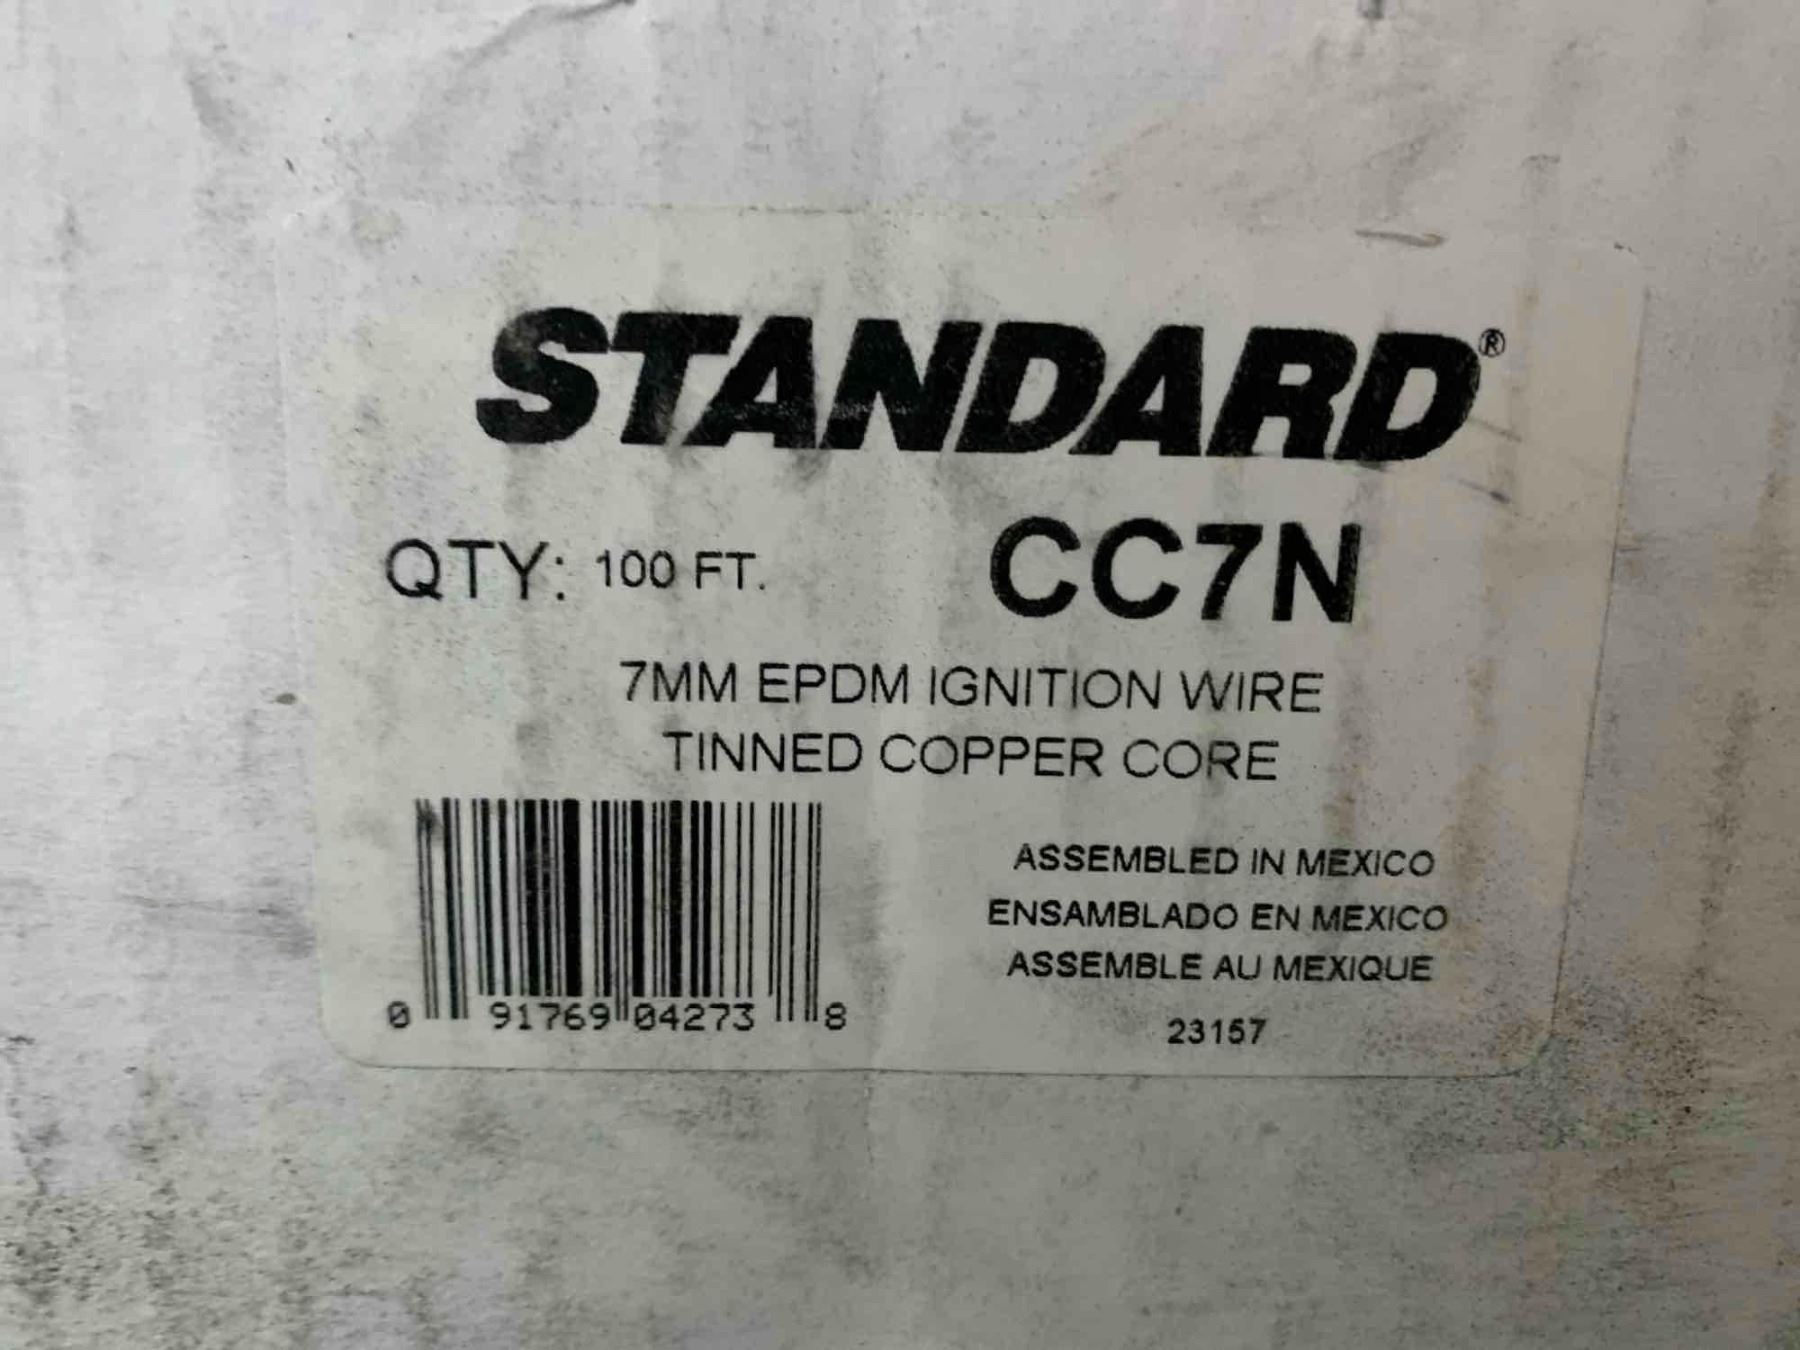 STANDARD®
QTY: 100 FT. CC7N
7MM EPDM IGNITION WIRE
TINNED COPPER CORE
ASSEMBLED IN MEXICO
ENSAMBLADO EN MEXICO
ASSEMBLE AU MEXIQUE
0 91769 04273 8
23157